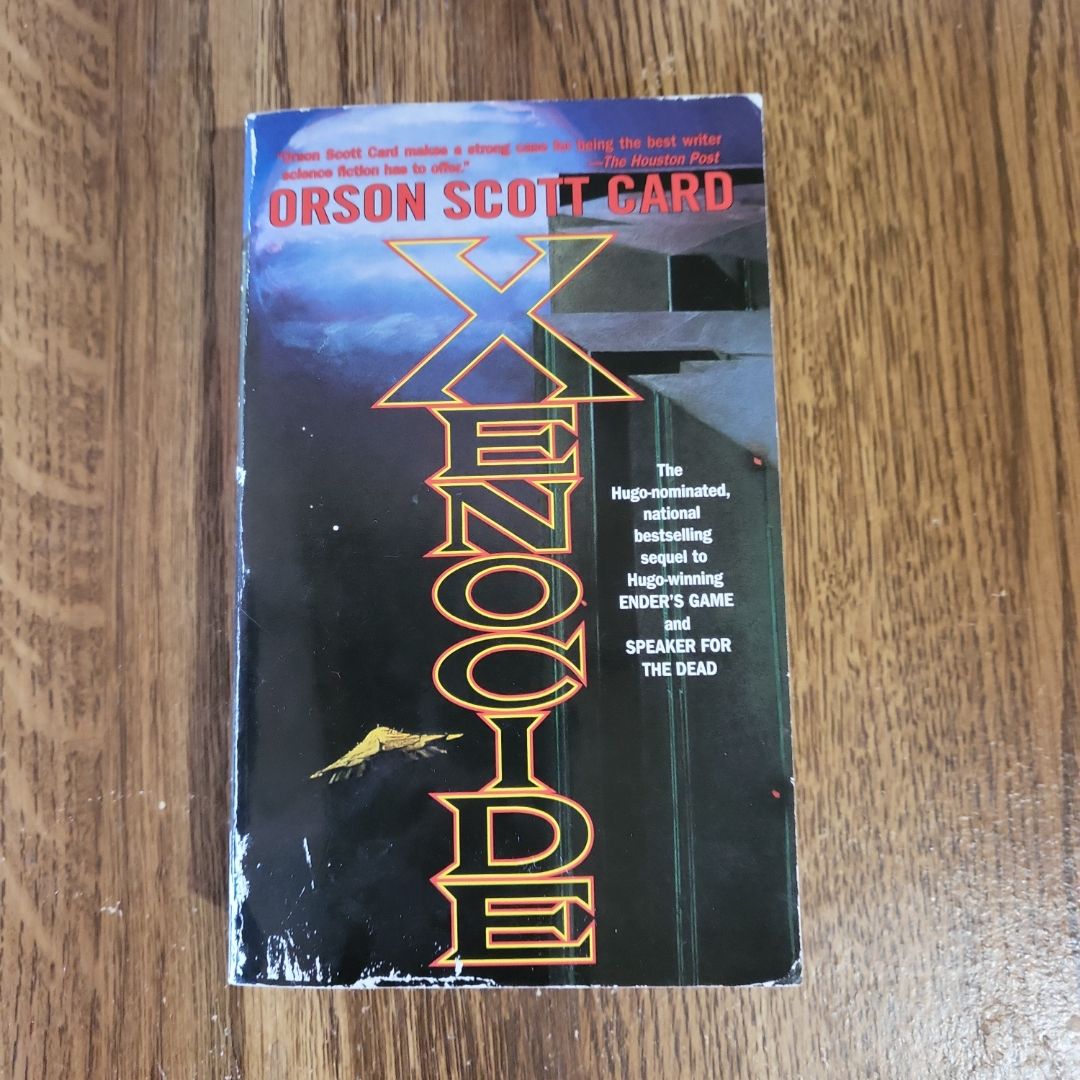 "Orson Scott Card makes a strong case for being the best writer
science fiction has to offer."
—The Houston Post
ORSON SCOTT CARD
XENOCIDE
The
Hugo-nominated,
national
bestselling
sequel to
Hugo-winning
ENDER'S GAME
and
SPEAKER FOR
THE DEAD